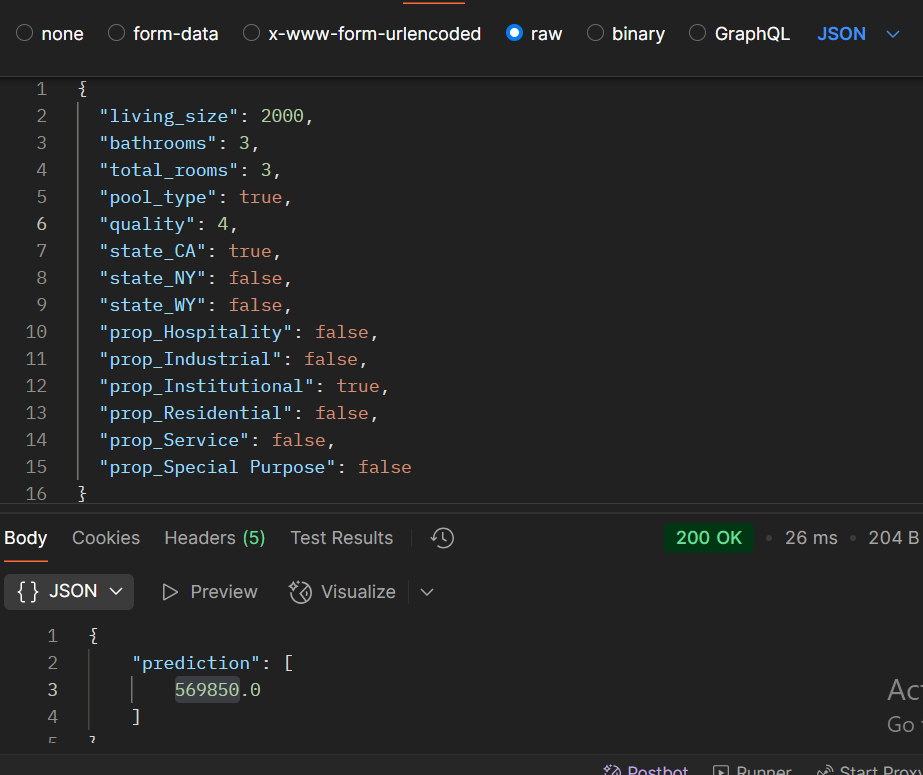 none form-data x-www-form-urlencoded raw binary GraphQL JSON
1 {
2 "living_size": 2000,
3 "bathrooms": 3,
4 "total_rooms": 3,
5 "pool_type": true,
6 "quality": 4,
7 "state_CA": true,
8 "state_NY": false,
9 "state_WY": false,
10 "prop_Hospitality": false,
11 "prop_Industrial": false,
12 "prop_Institutional": true,
13 "prop_Residential": false,
14 "prop_Service": false,
15 "prop_Special Purpose": false
16 }
Body Cookies Headers (5) Test Results 200 OK • 26 ms • 204 B
{} JSON Preview Visualize
1 {
2 "prediction": [
3 569850.0
4 ]
5 }
Go
Postbot Runner Start Proxy